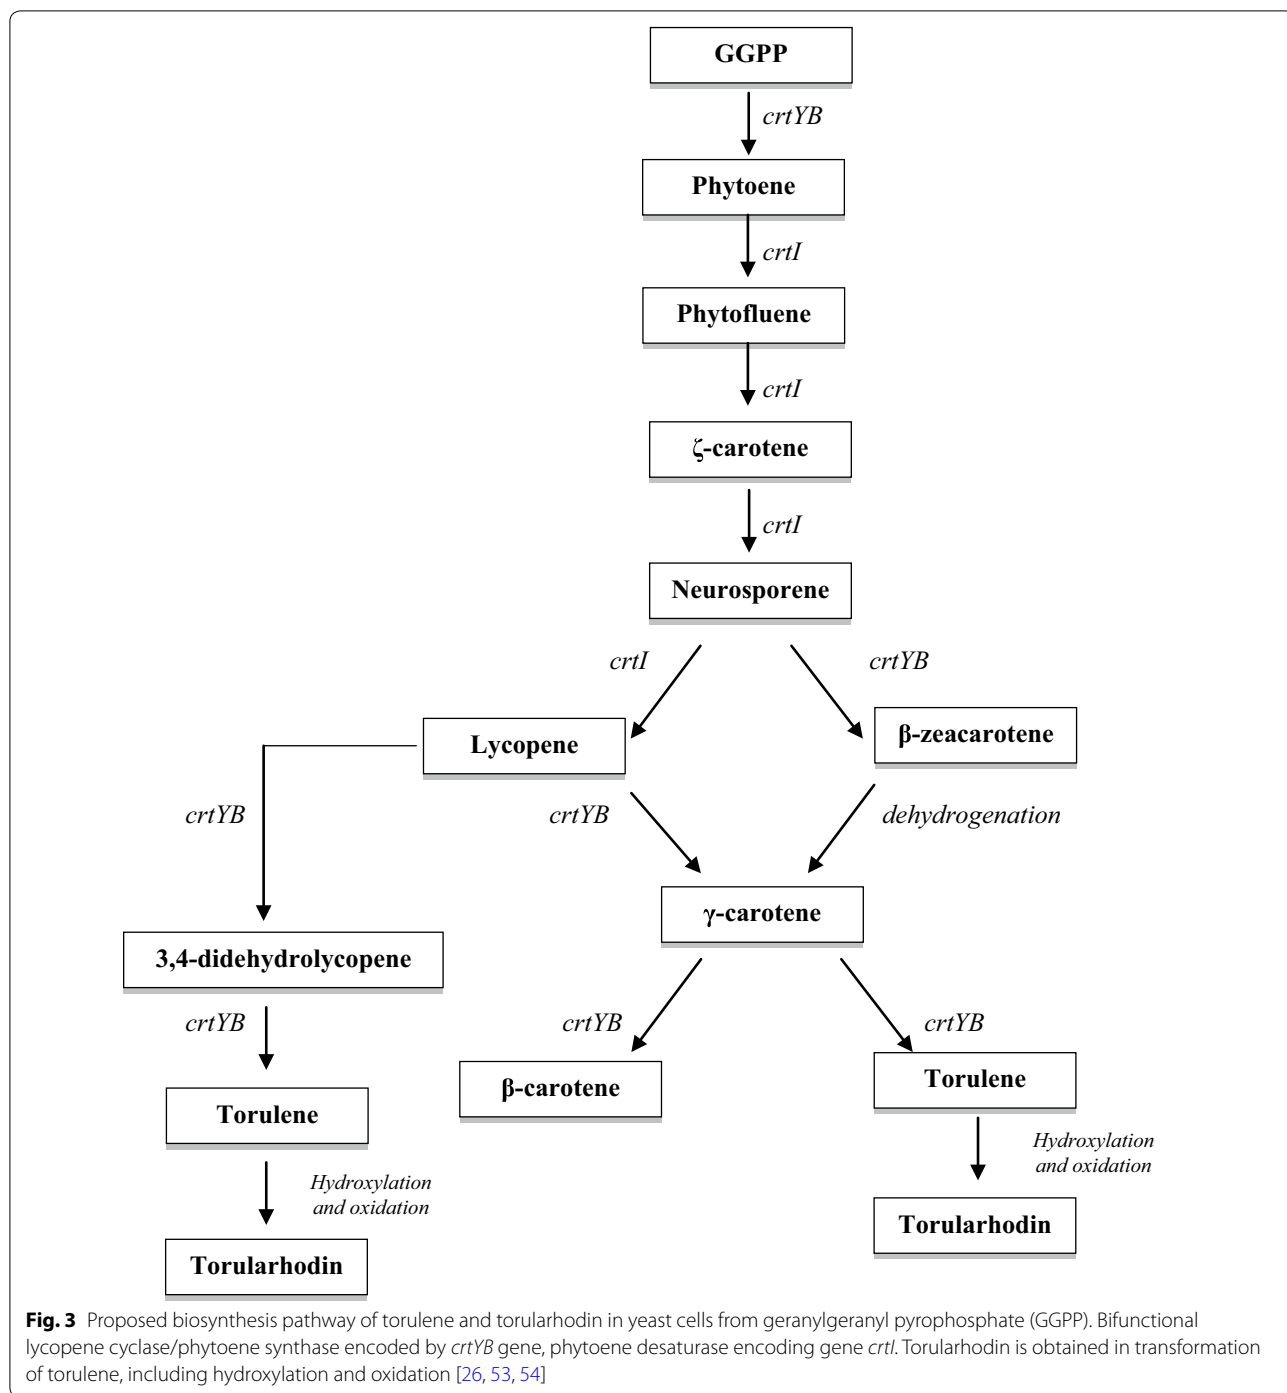 GGPP
crtYB
Phytoene
crtI
Phytofluene
crtI
ζ-carotene
crtI
Neurosporene
crtI
crtYB
Lycopene
β-zeacarotene
crtYB
crtYB
dehydrogenation
γ-carotene
3,4-didehydrolycopene
crtYB
crtYB
crtYB
β-carotene
Torulene
Torulene
Hydroxylation
and oxidation
Hydroxylation
and oxidation
Torularhodin
Torularhodin
Fig. 3 Proposed biosynthesis pathway of torulene and torularhodin in yeast cells from geranylgeranyl pyrophosphate (GGPP). Bifunctional
lycopene cyclase/phytoene synthase encoded by crtYB gene, phytoene desaturase encoding gene crtI. Torularhodin is obtained in transformation
of torulene, including hydroxylation and oxidation [26, 53, 54]